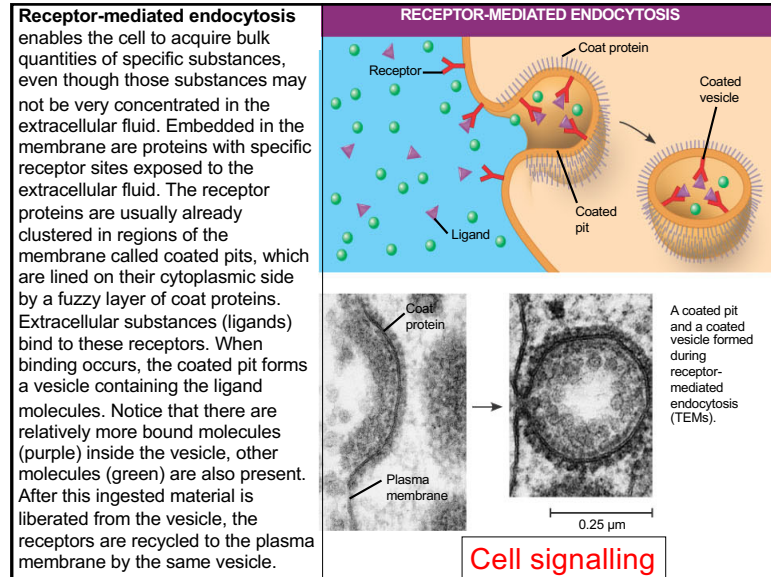 Receptor-mediated endocytosis
enables the cell to acquire bulk
quantities of specific substances,
even though those substances may
not be very concentrated in the
extracellular fluid. Embedded in the
membrane are proteins with specific
receptor sites exposed to the
extracellular fluid. The receptor
proteins are usually already
clustered in regions of the
membrane called coated pits, which
are lined on their cytoplasmic side
by a fuzzy layer of coat proteins.
Extracellular substances (ligands)
bind to these receptors. When
binding occurs, the coated pit forms
a vesicle containing the ligand
molecules. Notice that there are
relatively more bound molecules
(purple) inside the vesicle, other
molecules (green) are also present.
After this ingested material is
liberated from the vesicle, the
receptors are recycled to the plasma
membrane by the same vesicle.
RECEPTOR-MEDIATED ENDOCYTOSIS
Coat protein
Receptor
Coated
vesicle
Ligand
Coated
pit
Coat
protein
A coated pit
and a coated
vesicle formed
during
receptor-
mediated
endocytosis
(TEMs).
Plasma
membrane
0.25 µm
Cell signalling